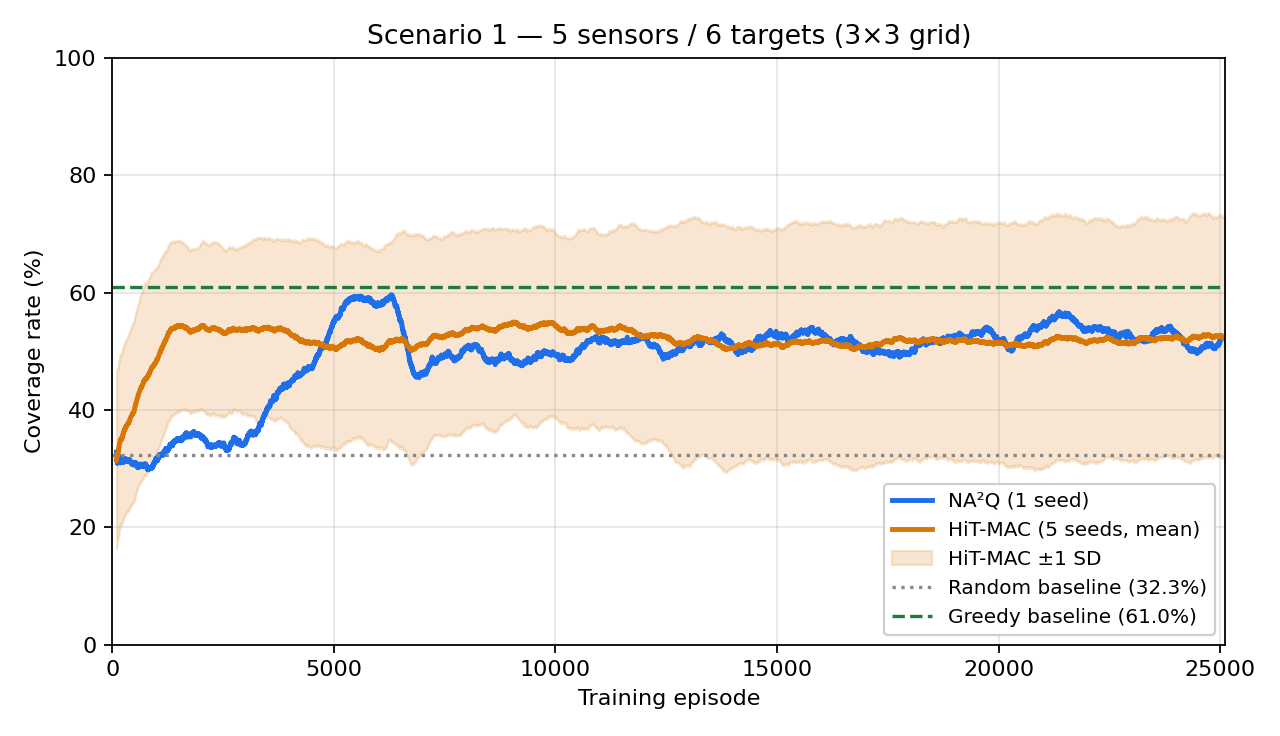 Scenario 1 — 5 sensors / 6 targets (3×3 grid)
Coverage rate (%)
100
80
60
40
20
0
0 5000 10000 15000 20000 25000
Training episode
NA²Q (1 seed)
HiT-MAC (5 seeds, mean)
HiT-MAC ±1 SD
Random baseline (32.3%)
Greedy baseline (61.0%)